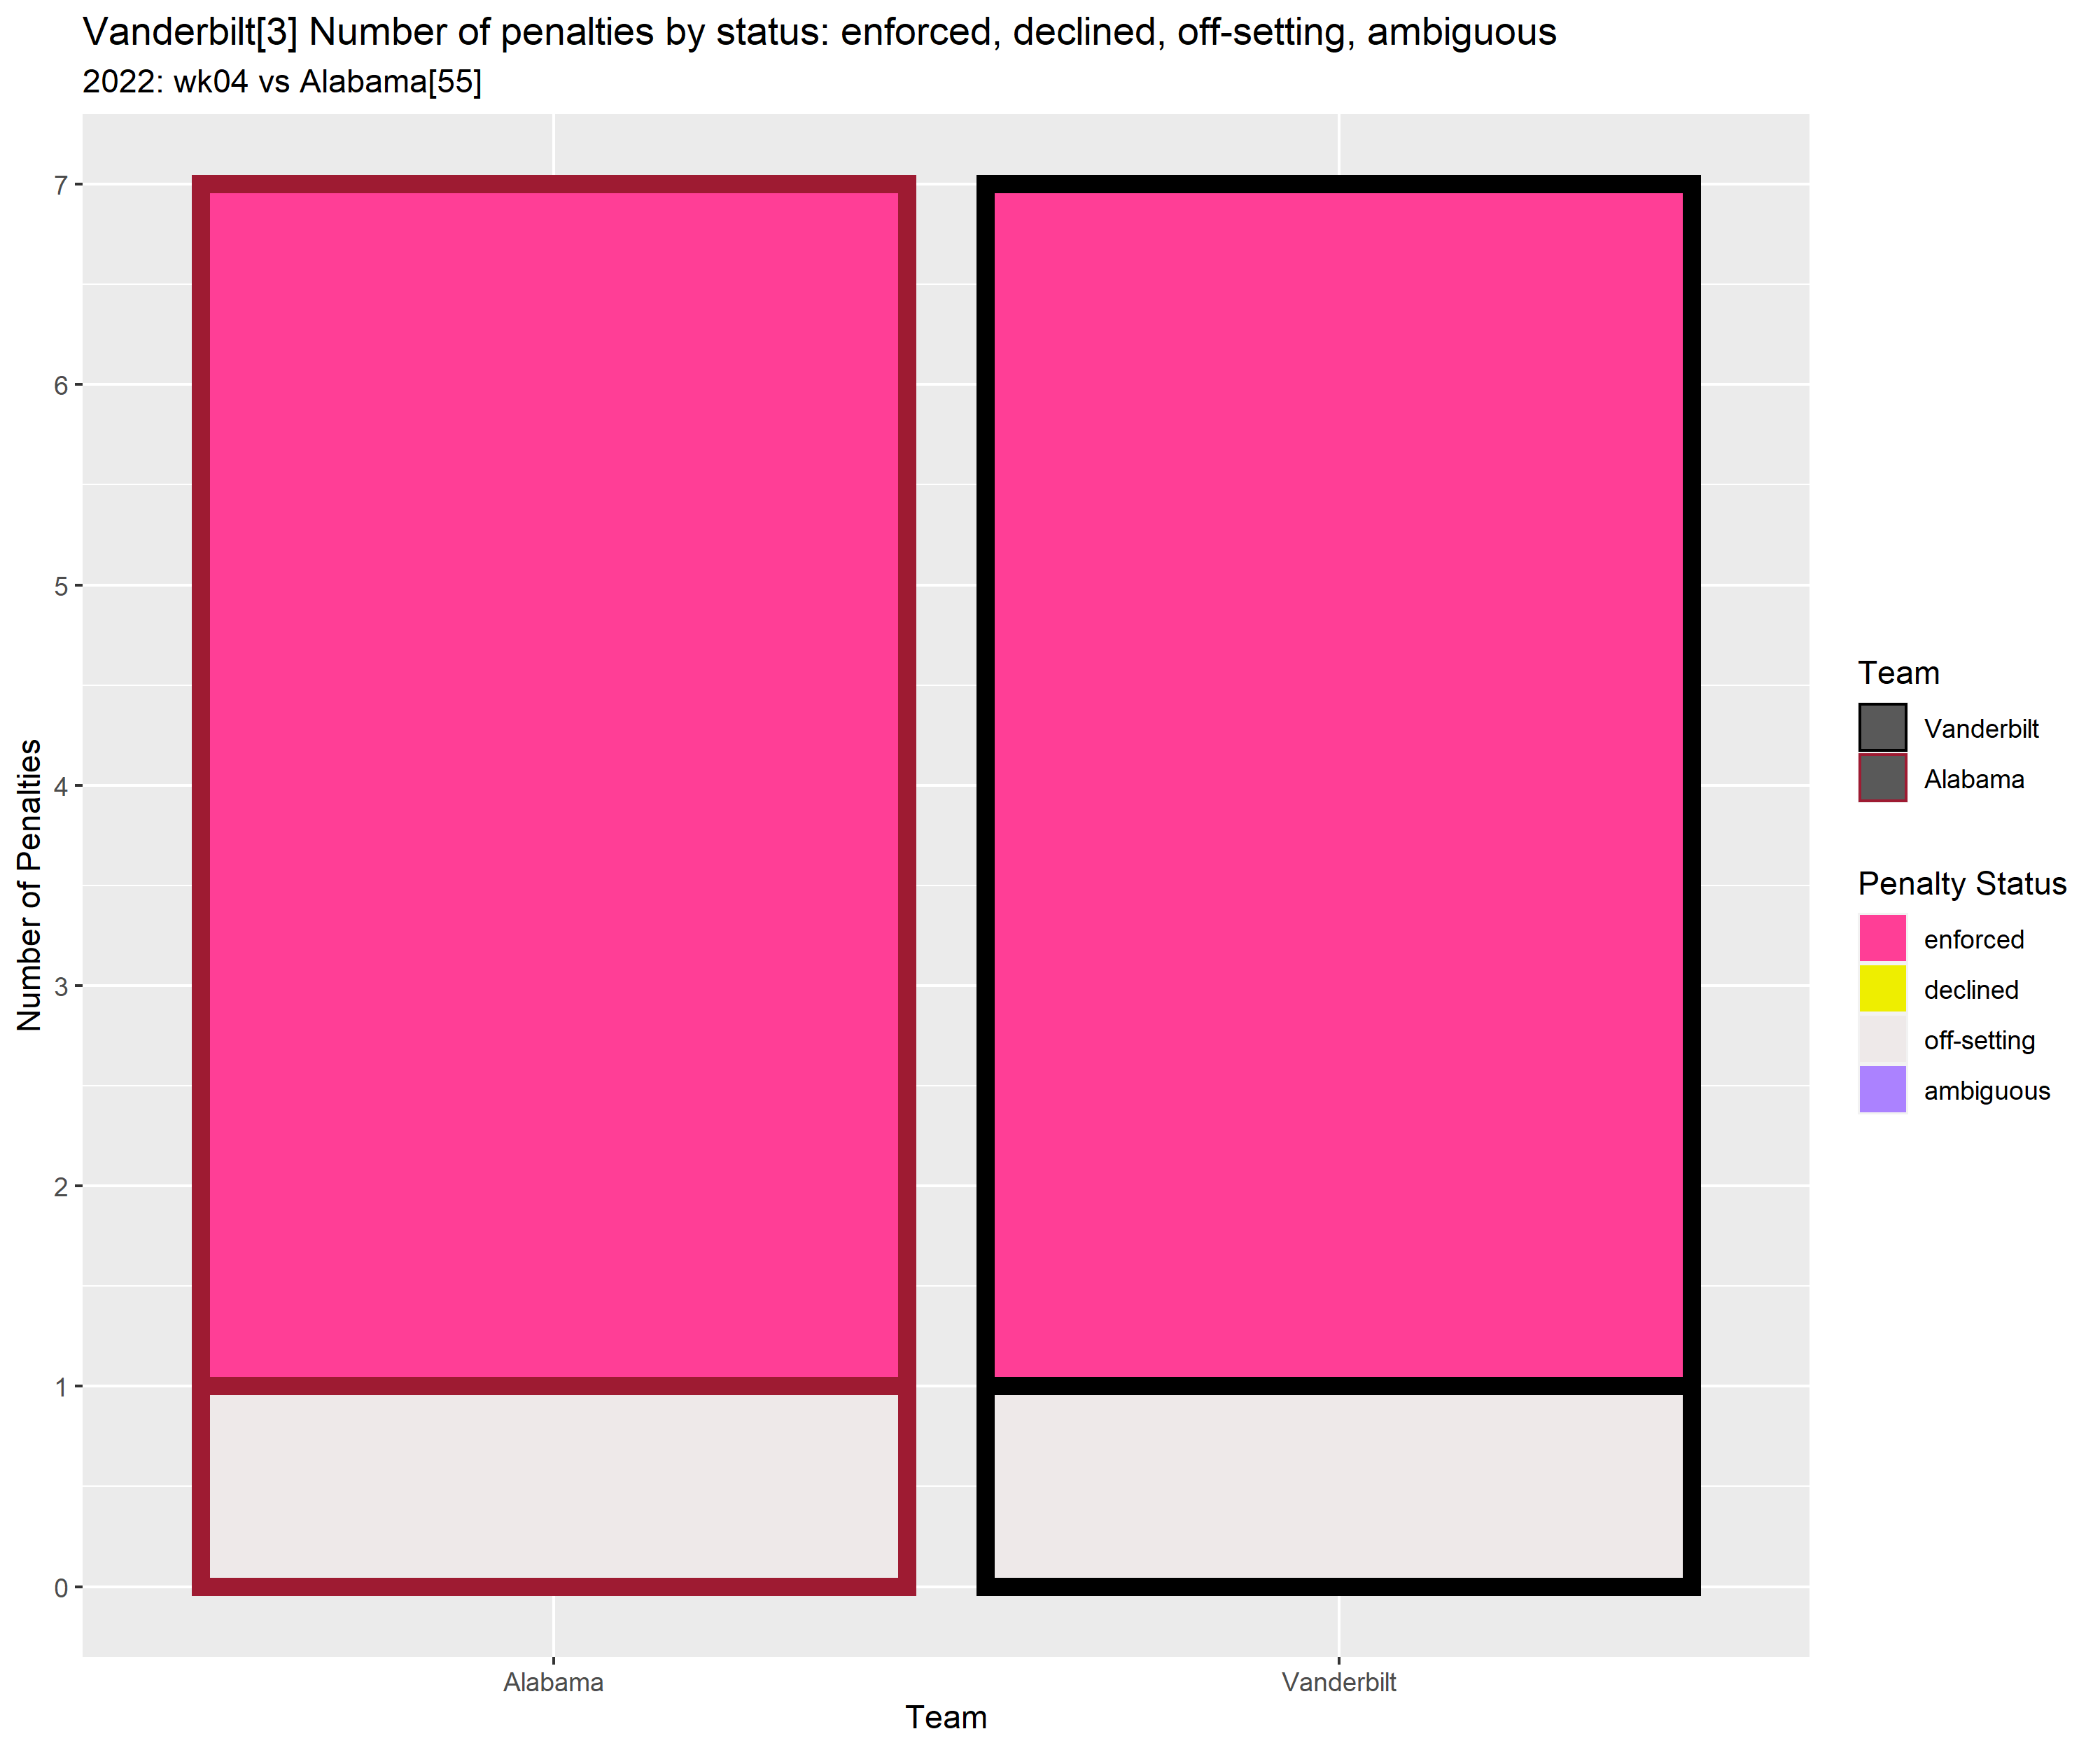 Vanderbilt[3] Number of penalties by status: enforced, declined, off-setting, ambiguous
2022: wk04 vs Alabama[55]
Number of Penalties
7
6
5
4
3
2
1
0
Alabama
Vanderbilt
Team
Team
Vanderbilt
Alabama
Penalty Status
enforced
declined
off-setting
ambiguous